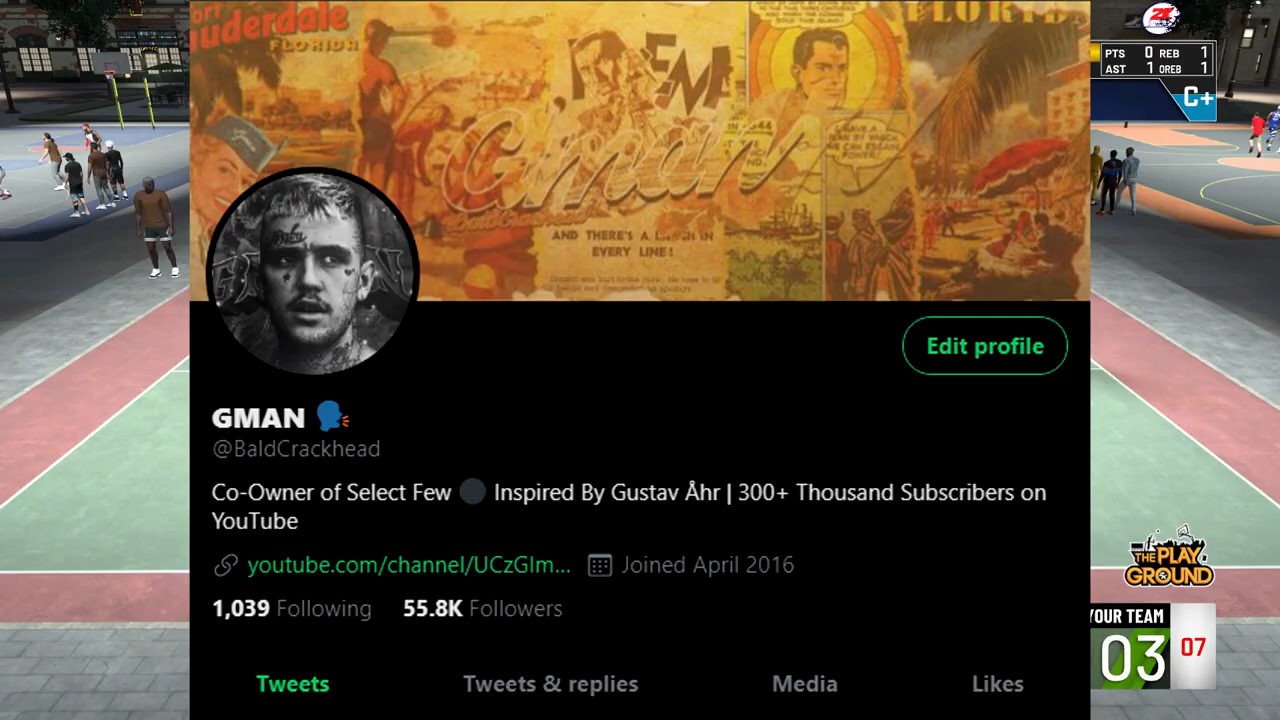 ort
uderdale
FLORIDA
FLORIDA
Gman
AND THERE'S A LAUGH IN
EVERY LINE!
PTS 0 REB 1
AST 1 OREB 1
C+
Edit profile
GMAN
@BaldCrackhead
Co-Owner of Select Few Inspired By Gustav Åhr | 300+ Thousand Subscribers on
YouTube
youtube.com/channel/UCzGIm... Joined April 2016
1,039 Following 55.8K Followers
THE PLAY
GROUND
YOUR TEAM
03 07
Tweets Tweets & replies Media Likes